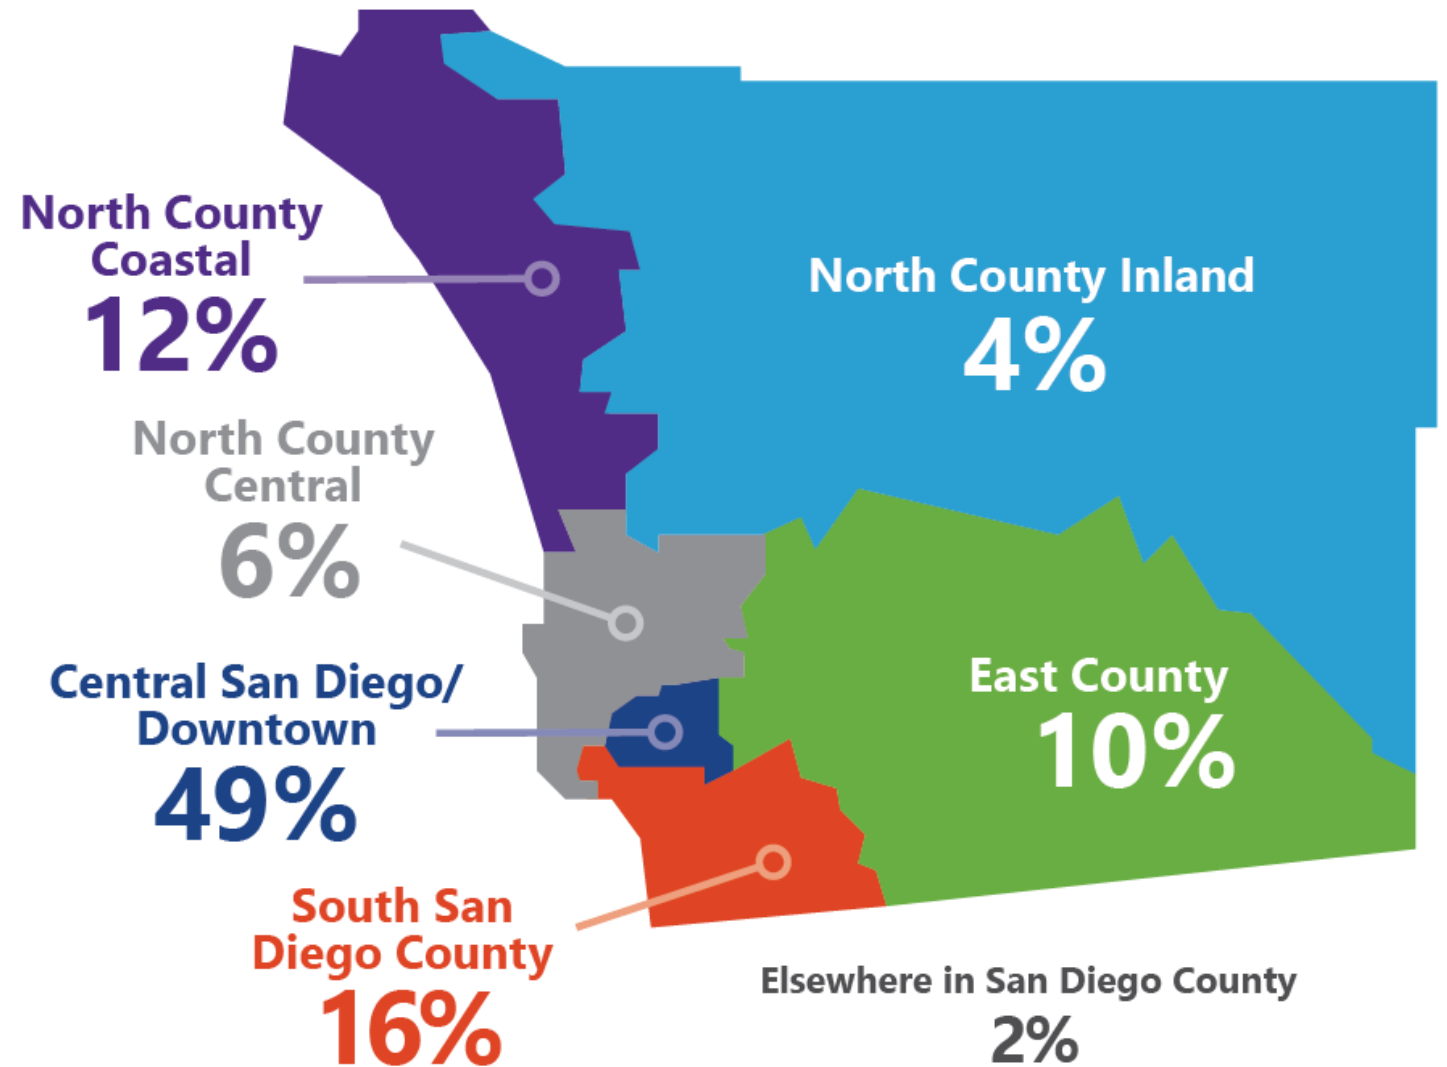 North County
Coastal
12%
North County Inland
4%
North County
Central
6%
Central San Diego/
Downtown
49%
East County
10%
South San
Diego County
16%
Elsewhere in San Diego County
2%